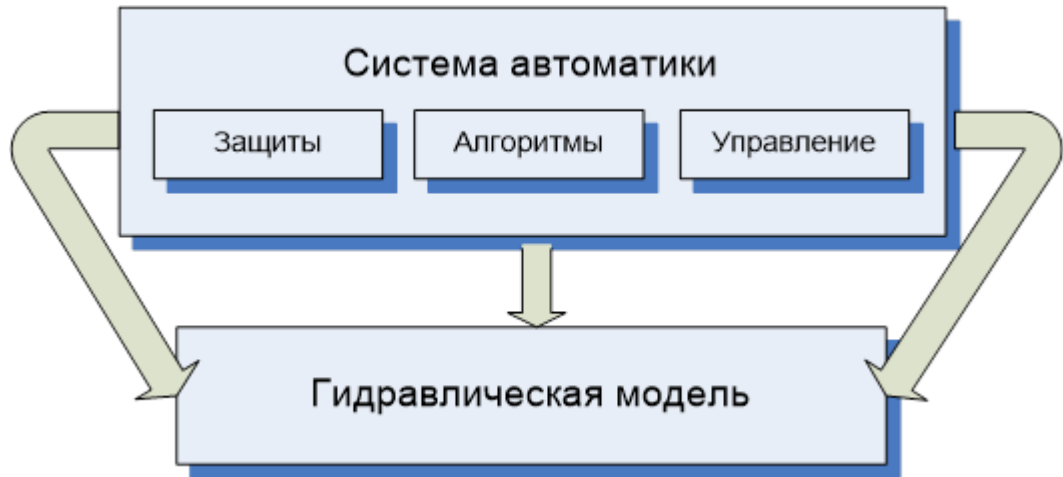 Система автоматики
Защиты
Алгоритмы
Управление
Гидравлическая модель